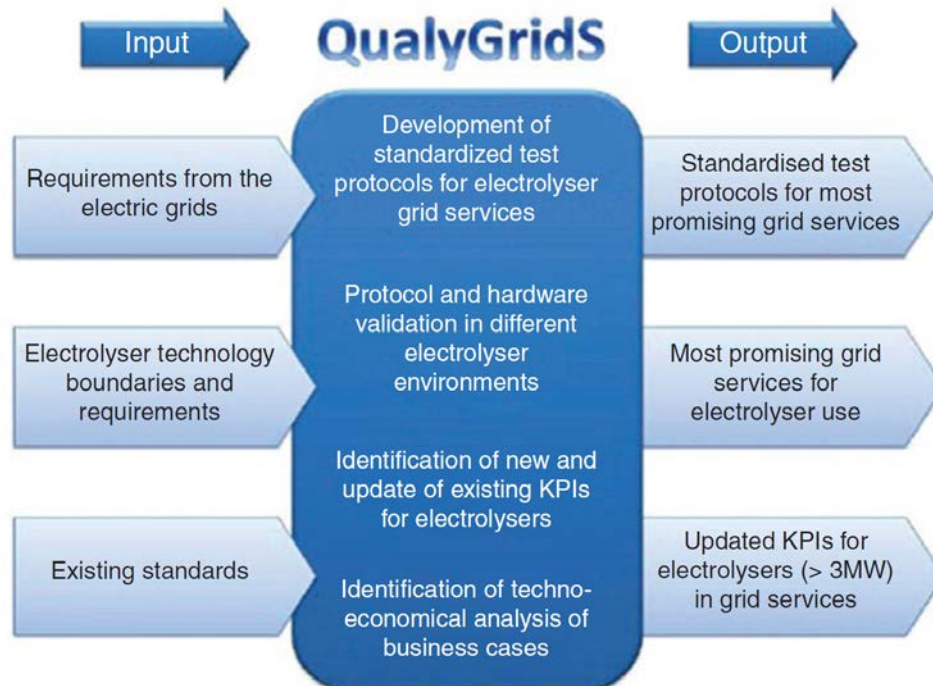 Input
QualyGridS
Output
Requirements from the
electric grids
Electrolyser technology
boundaries and
requirements
Existing standards
Development of
standardized test
protocols for electrolyser
grid services
Protocol and hardware
validation in different
electrolyser
environments
Identification of new and
update of existing KPIs
for electrolysers
Identification of techno-
economical analysis of
business cases
Standardised test
protocols for most
promising grid services
Most promising grid
services for
electrolyser use
Updated KPIs for
electrolysers (> 3MW)
in grid services